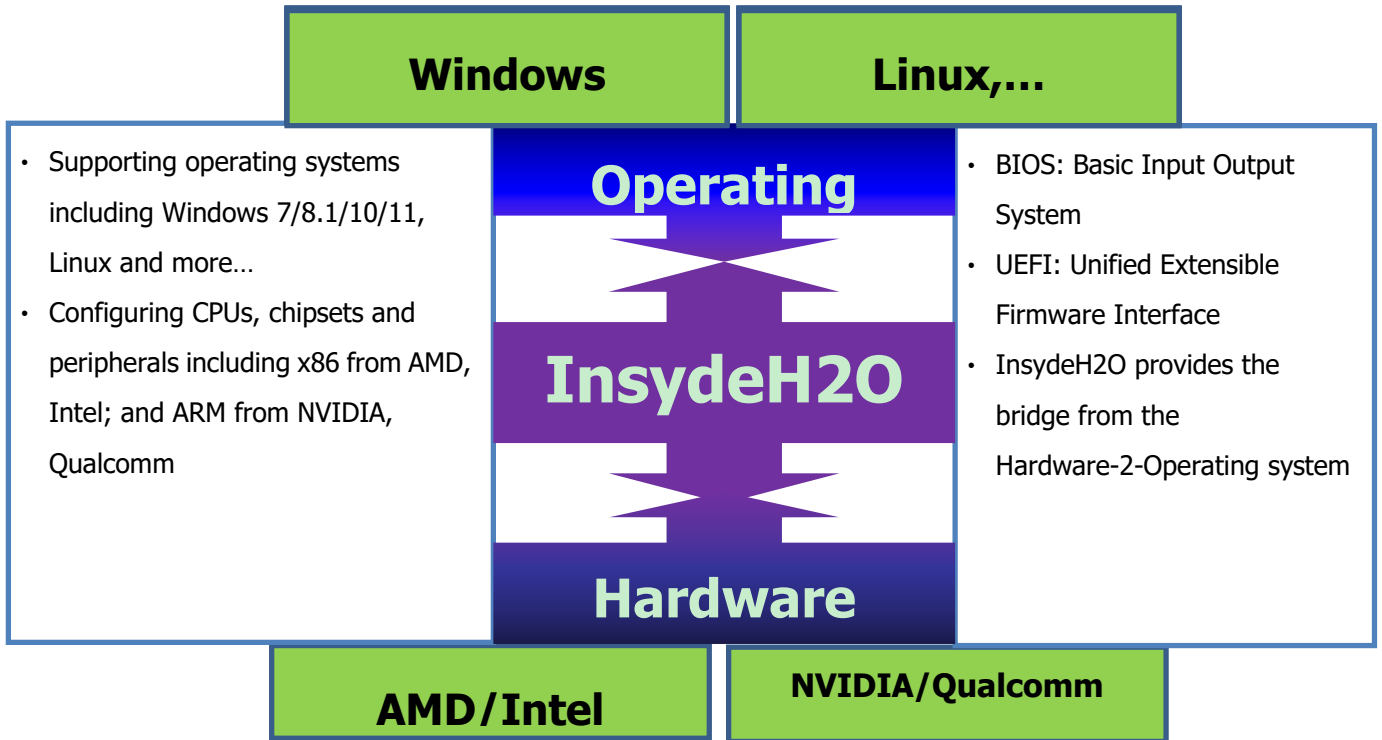 Windows
Linux,...
• Supporting operating systems
including Windows 7/8.1/10/11,
Linux and more…
• Configuring CPUs, chipsets and
peripherals including x86 from AMD,
Intel; and ARM from NVIDIA,
Qualcomm
Operating
InsydeH2O
Hardware
• BIOS: Basic Input Output
System
• UEFI: Unified Extensible
Firmware Interface
• InsydeH2O provides the
bridge from the
Hardware-2-Operating system
AMD/Intel
NVIDIA/Qualcomm